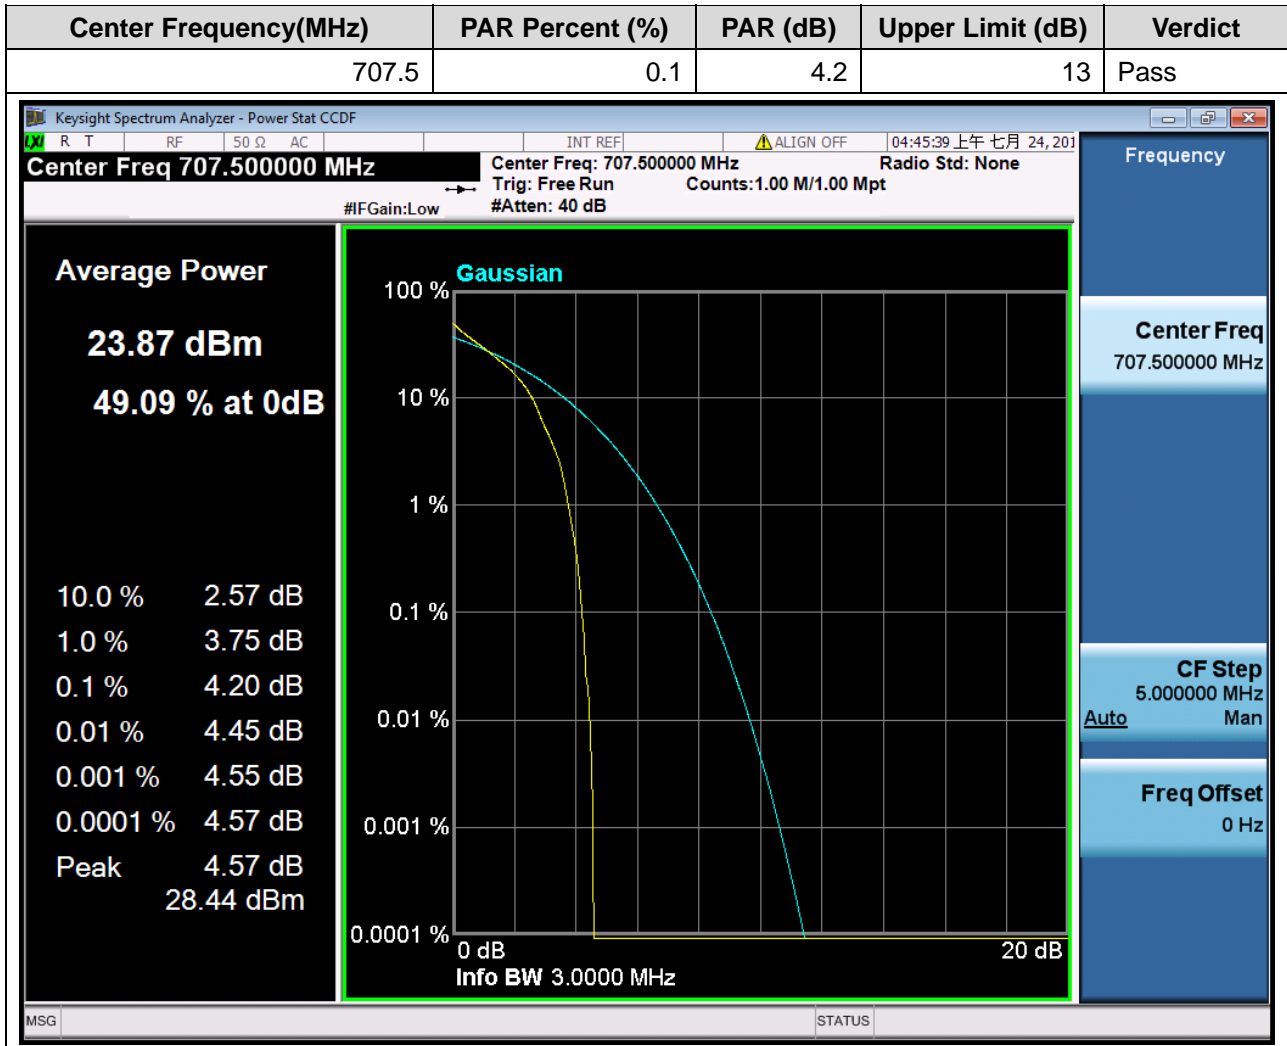 Center Frequency(MHz) PAR Percent (%) PAR (dB) Upper Limit (dB) Verdict
707.5 0.1 4.2 13 Pass
Keysight Spectrum Analyzer - Power Stat CCDF
LXI R T RF 50 Ω AC INT REF ALIGN OFF 04:45:39 上午 七月 24, 201
Center Freq 707.500000 MHz
Center Freq: 707.500000 MHz Radio Std: None
Trig: Free Run Counts:1.00 M/1.00 Mpt
#IFGain:Low #Atten: 40 dB
Average Power
23.87 dBm
49.09 % at 0dB
10.0 % 2.57 dB
1.0 % 3.75 dB
0.1 % 4.20 dB
0.01 % 4.45 dB
0.001 % 4.55 dB
0.0001 % 4.57 dB
Peak 4.57 dB
28.44 dBm
Gaussian
100 %
10 %
1 %
0.1 %
0.01 %
0.001 %
0.0001 %
0 dB 20 dB
Info BW 3.0000 MHz
Frequency
Center Freq
707.500000 MHz
CF Step
5.000000 MHz
Auto Man
Freq Offset
0 Hz
MSG STATUS